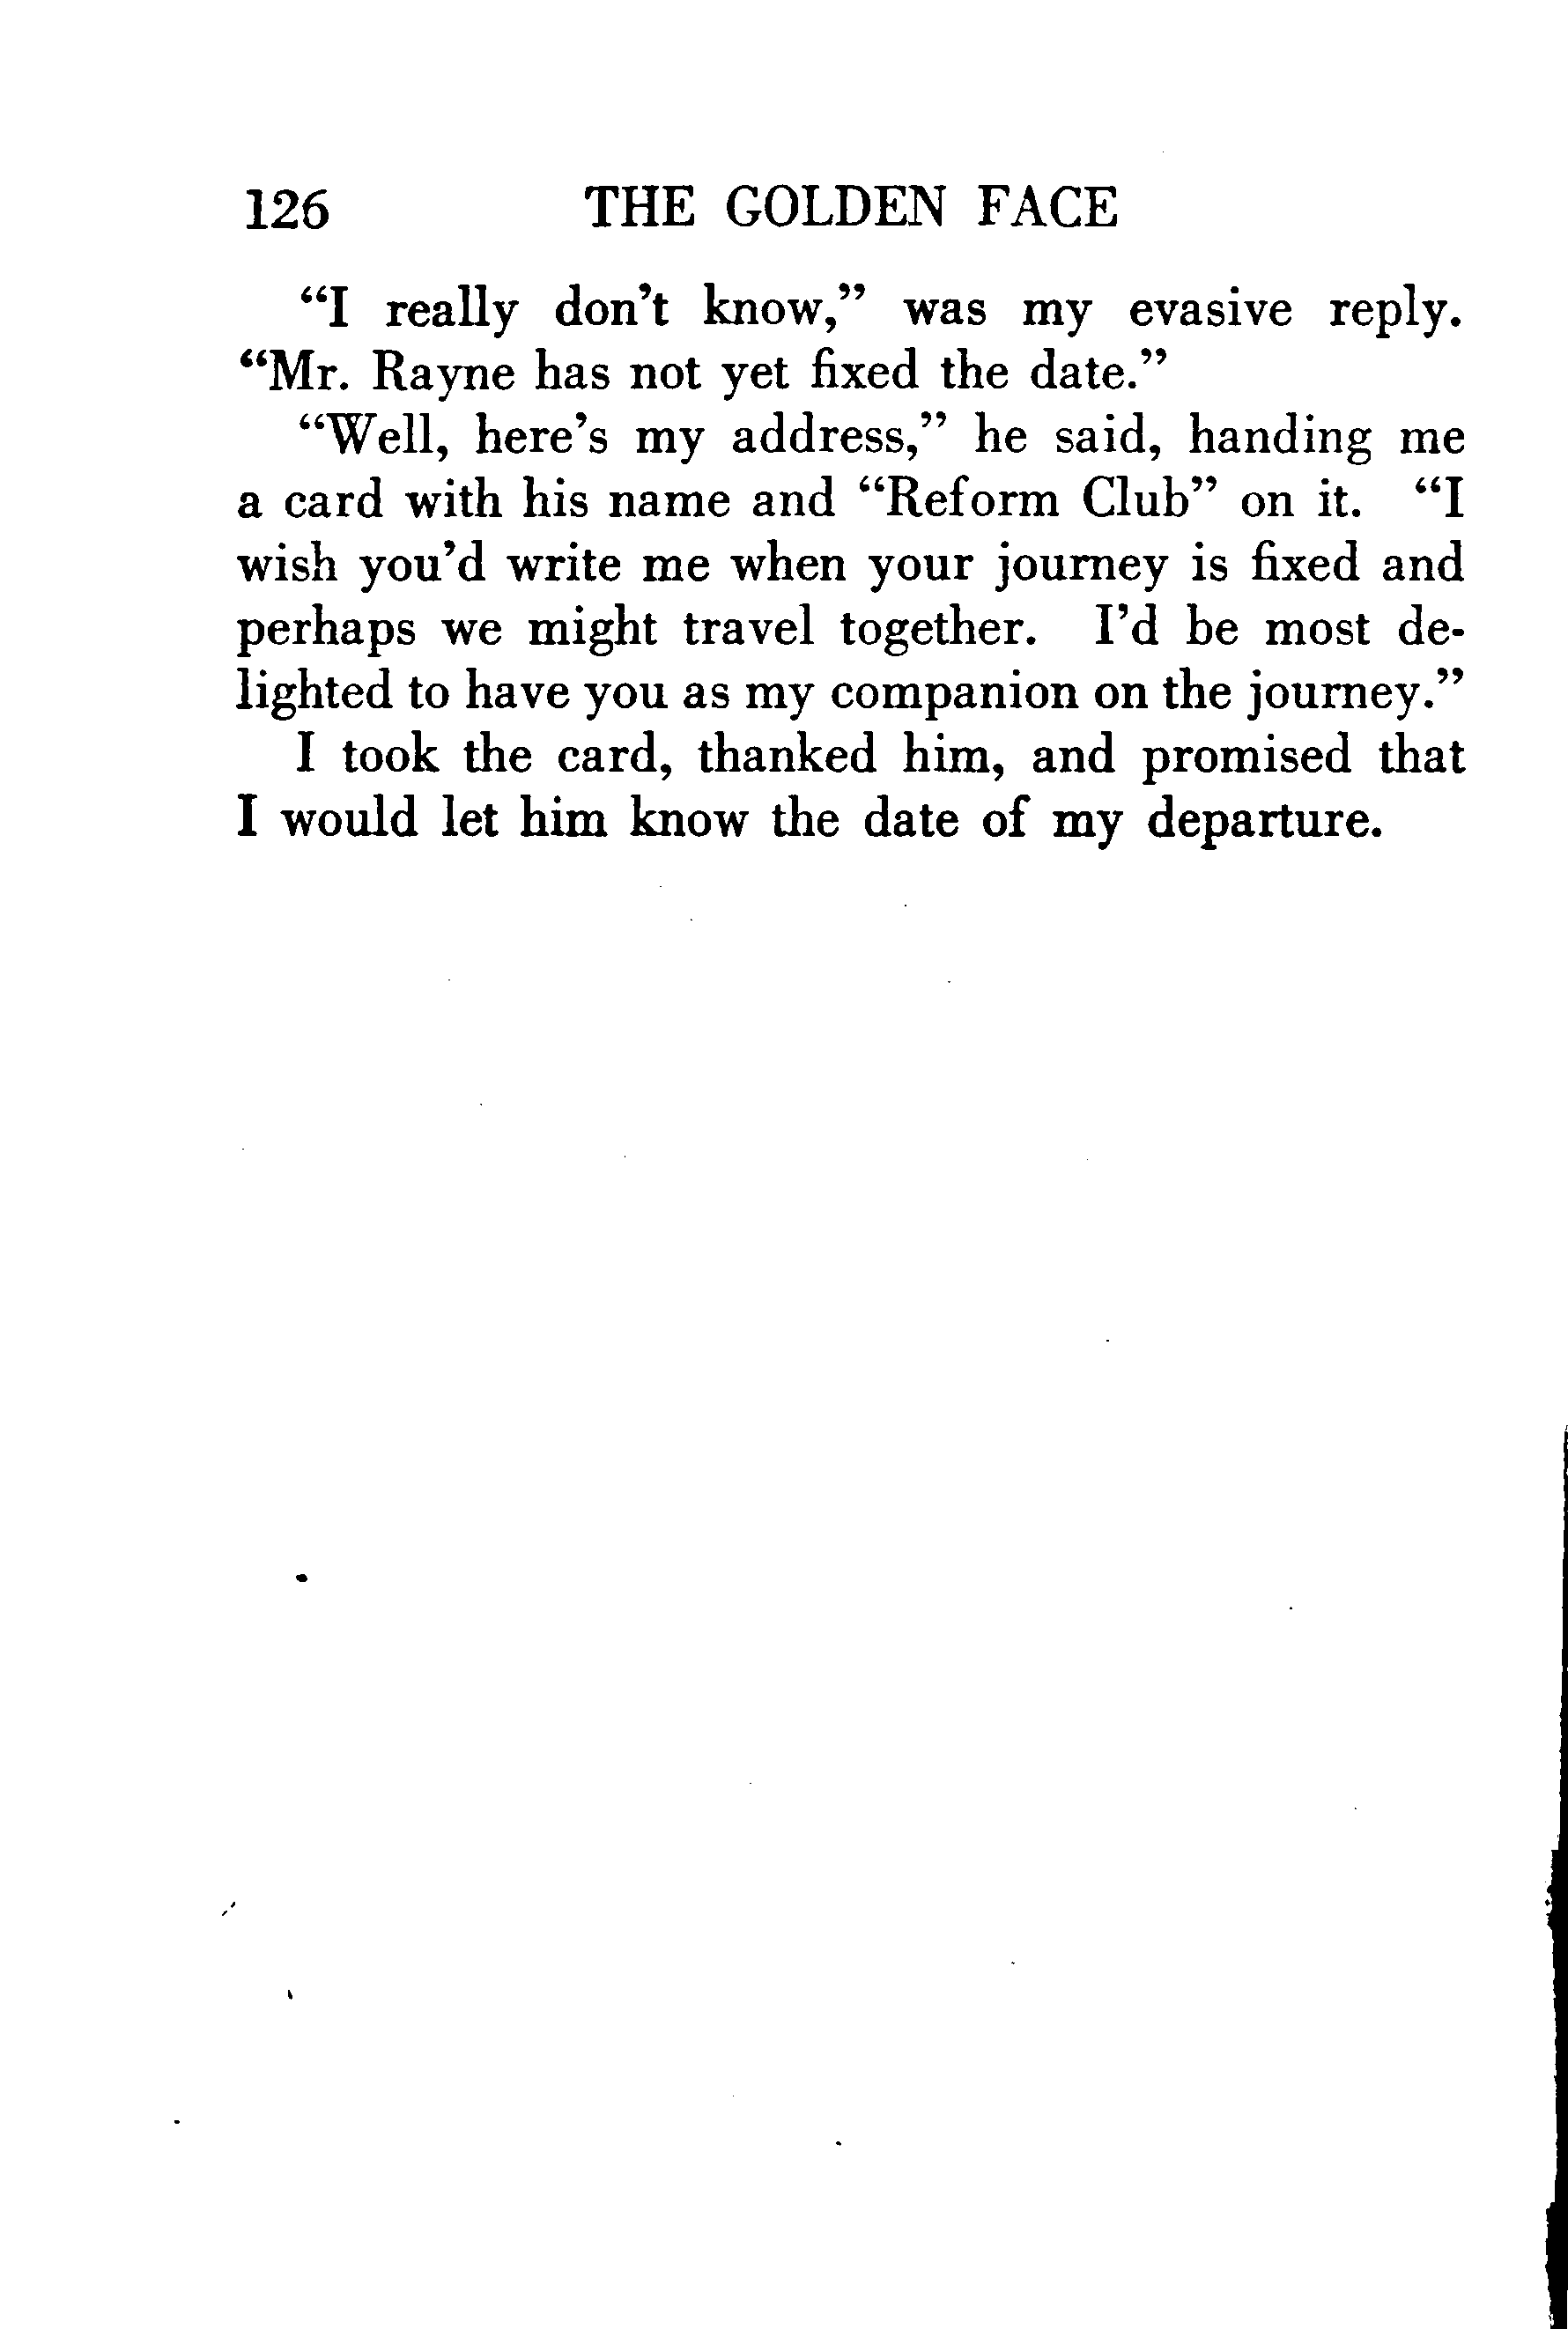 126 THE GOLDEN FACE
“I really don’t know,” was my evasive reply.
“Mr. Rayne has not yet fixed the date.”
“Well, here’s my address,” he said, handing me
a card with his name and “Reform Club” on it. “I
wish you’d write me when your journey is fixed and
perhaps we might travel together. I’d be most de-
lighted to have you as my companion on the journey.”
I took the card, thanked him, and promised that
I would let him know the date of my departure.